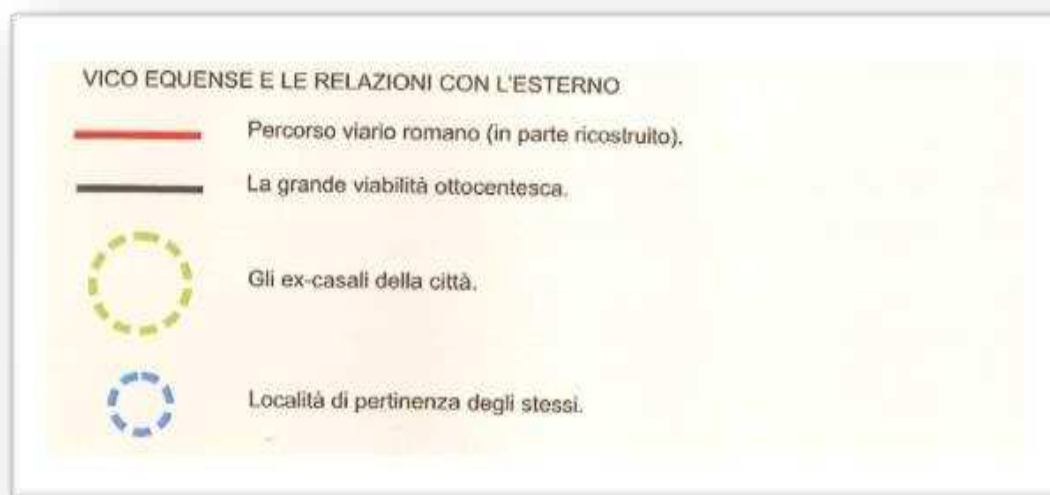 VICO EQUENSE E LE RELAZIONI CON L'ESTERNO
Percorso viario romano (in parte ricostruito).
La grande viabilità ottocentesca.
Gli ex-casali della città.
Località di pertinenza degli stessi.